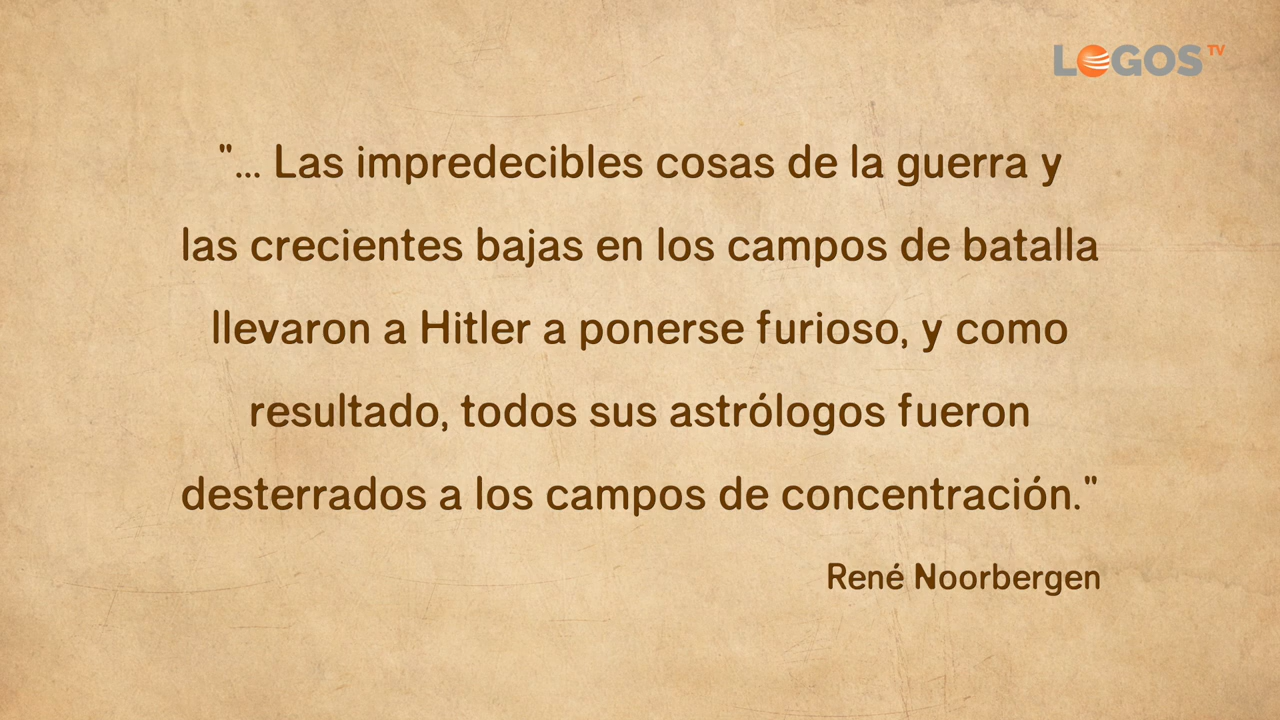 LOGOS TV
"... Las impredecibles cosas de la guerra y
las crecientes bajas en los campos de batalla
llevaron a Hitler a ponerse furioso, y como
resultado, todos sus astrólogos fueron
desterrados a los campos de concentración."
René Noorbergen